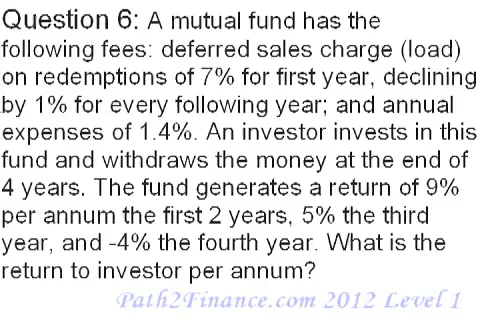 Question 6: A mutual fund has the
following fees: deferred sales charge (load)
on redemptions of 7% for first year, declining
by 1% for every following year; and annual
expenses of 1.4%. An investor invests in this
fund and withdraws the money at the end of
4 years. The fund generates a return of 9%
per annum the first 2 years, 5% the third
year, and -4% the fourth year. What is the
return to investor per annum?
Path2Finance.com 2012 Level 1